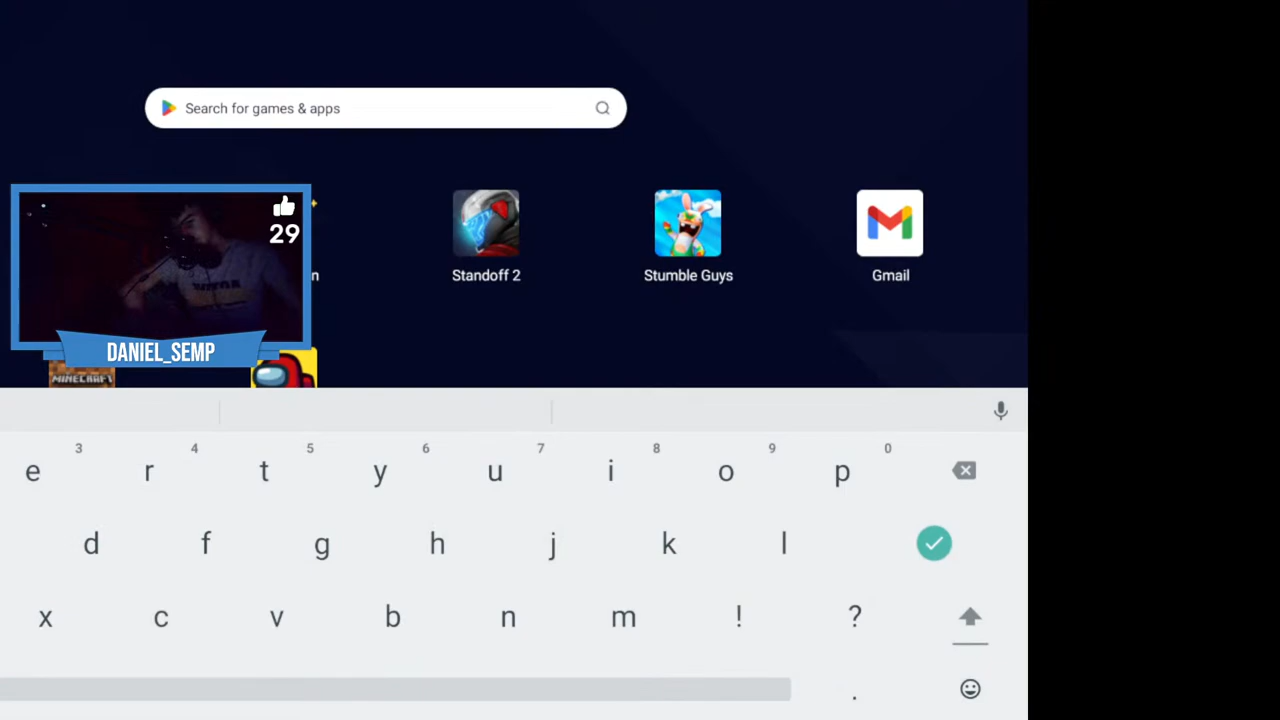 Search for games & apps
29
n
Standoff 2
Stumble Guys
Gmail
DANIEL_SEMP
MINECRAFT
3 4 5 6 7 8 9 0
e r t y u i o p
d f g h j k l
x c v b n m ! ?
.